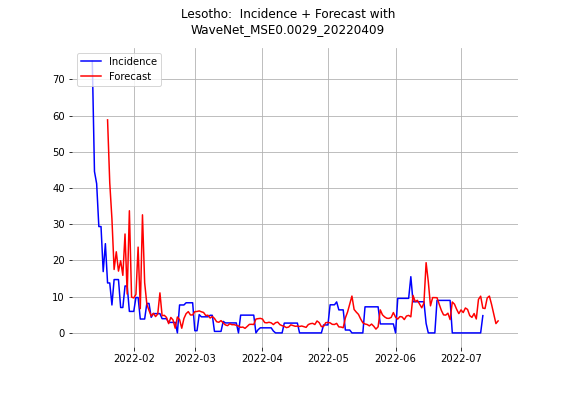 Lesotho:  Incidence + Forecast with
WaveNet_MSE0.0029_20220409
Incidence
Forecast
70
60
50
40
30
20
10
0
2022-02 2022-03 2022-04 2022-05 2022-06 2022-07